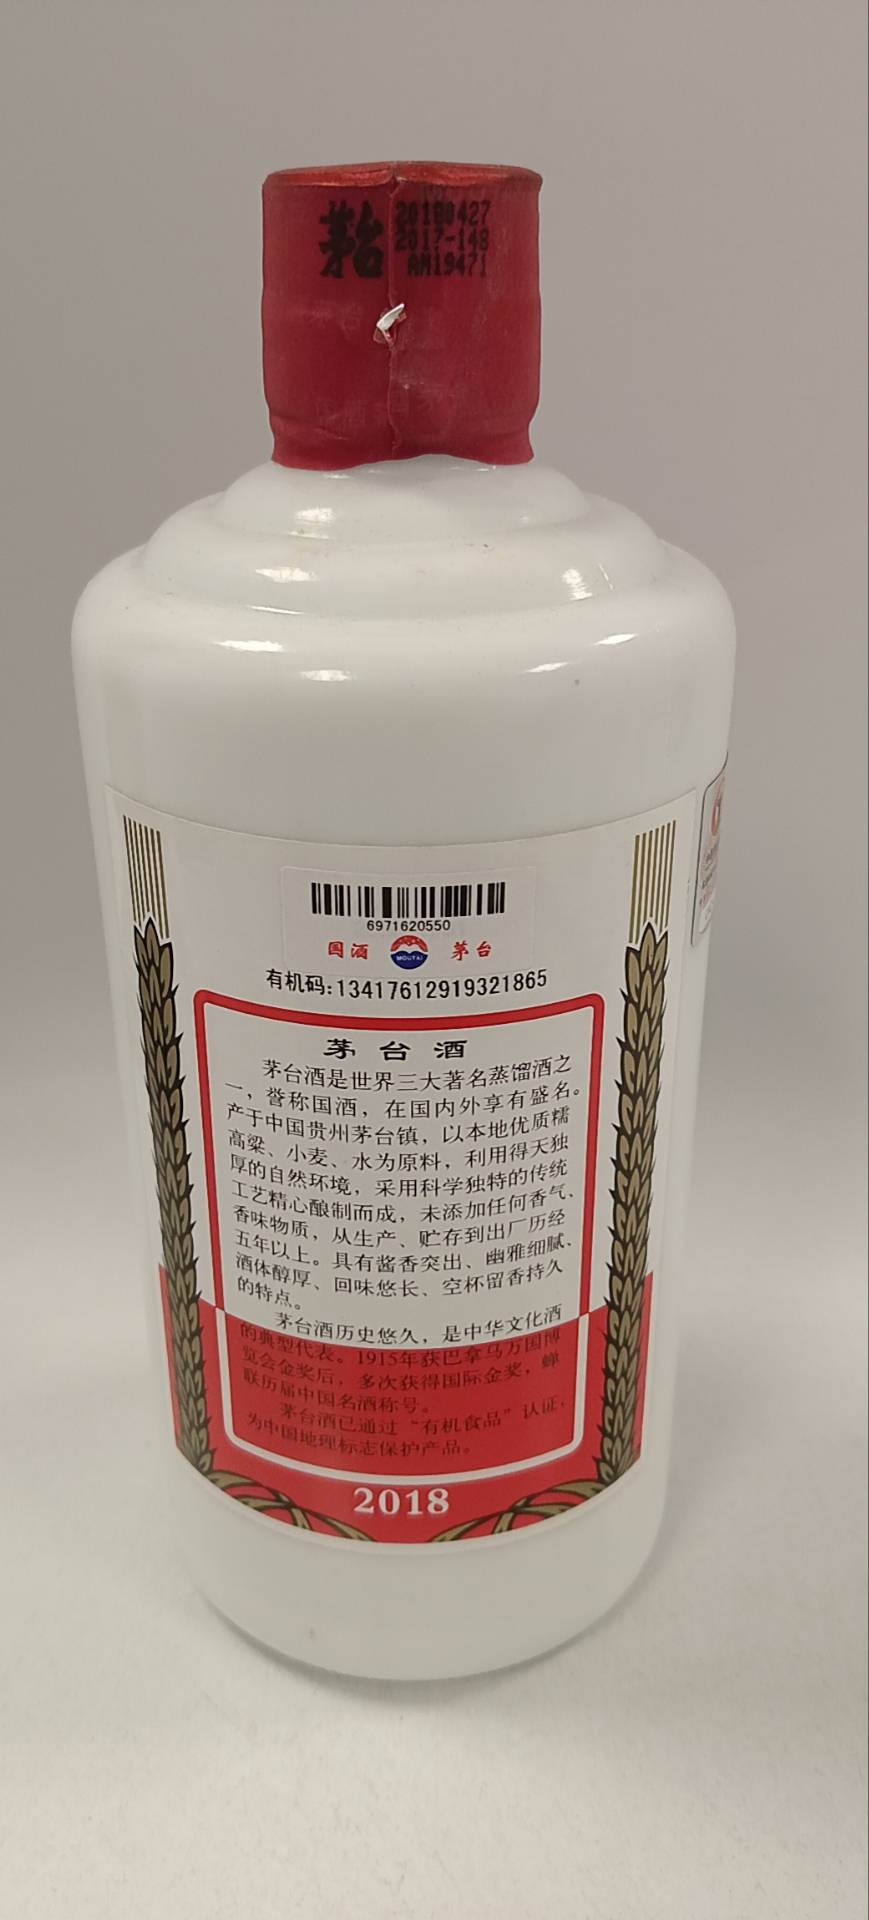 茅台
20180427
2017-148
AM19471
6971620550
国酒 MOUTAI 茅台
有机码:13417612919321865
茅台酒
茅台酒是世界三大著名蒸馏酒之
一，誉称国酒，在国内外享有盛名。
产于中国贵州茅台镇，以本地优质糯
高粱、小麦、水为原料，利用得天独
厚的自然环境，采用科学独特的传统
工艺精心酿制而成，未添加任何香气、
香味物质，从生产、贮存到出厂历经
五年以上。具有酱香突出、幽雅细腻、
酒体醇厚、回味悠长、空杯留香持久
的特点。
茅台酒历史悠久，是中华文化酒
的典型代表。1915年获巴拿马万国博
览会金奖后，多次获得国际金奖，蝉
联历届中国名酒称号。
茅台酒已通过“有机食品”认证，
为中国地理标志保护产品。
2018